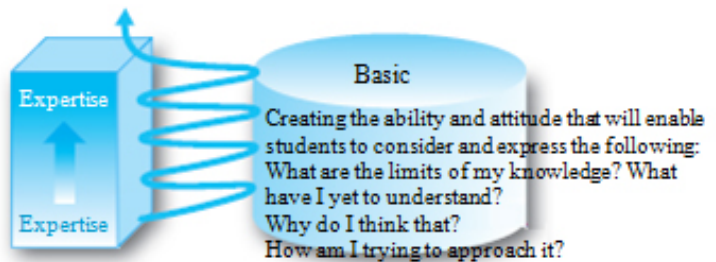 Expertise
Expertise
Basic
Creating the ability and attitude that will enable
students to consider and express the following:
What are the limits of my knowledge? What
have I yet to understand?
Why do I think that?
How am I trying to approach it?